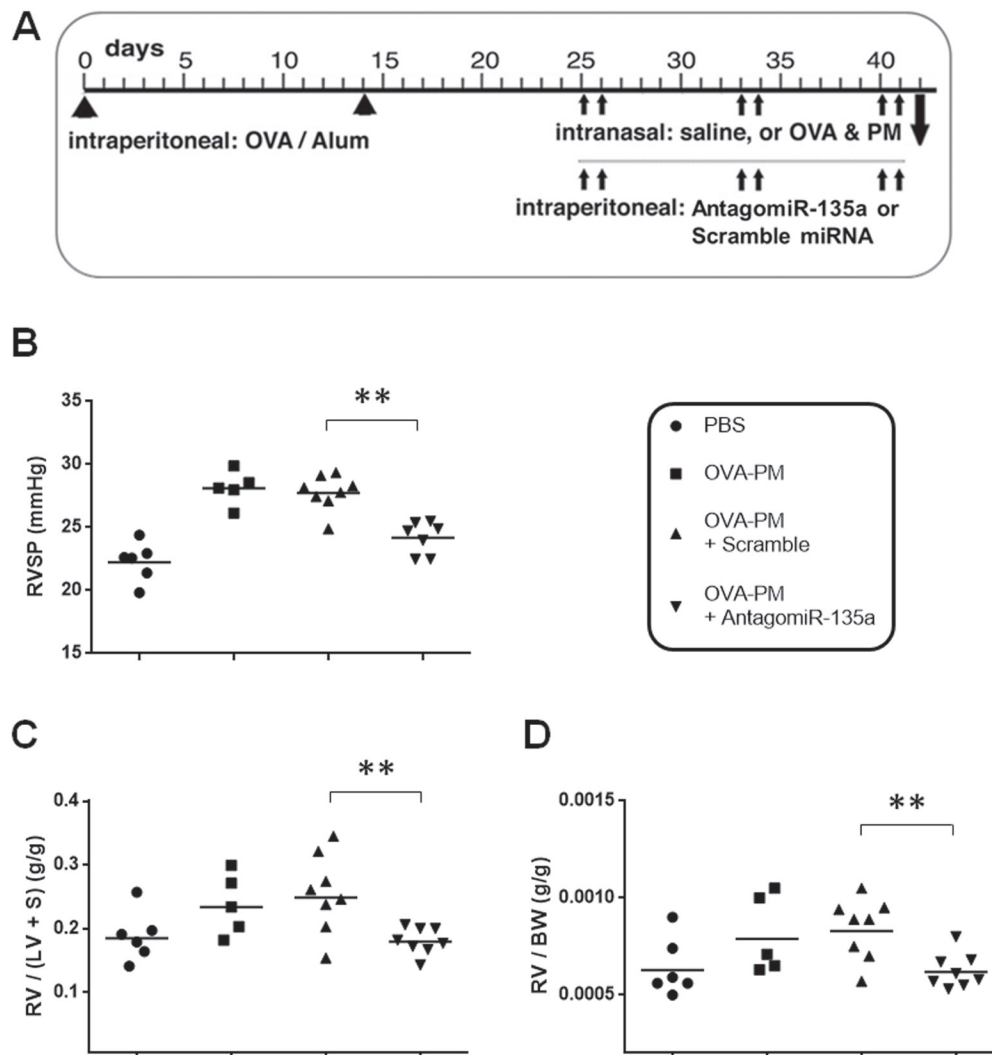 A
days
0 5 10 15 20 25 30 35 40
intraperitoneal: OVA / Alum
intranasal: saline, or OVA & PM
intraperitoneal: AntagomiR-135a or
Scramble miRNA
B
RVSP (mmHg)
35
30
25
20
15
**
PBS
OVA-PM
OVA-PM
+ Scramble
OVA-PM
+ AntagomiR-135a
C
RV / (LV + S) (g/g)
0.4
0.3
0.2
0.1
**
D
RV / BW (g/g)
0.0015
0.0010
0.0005
**